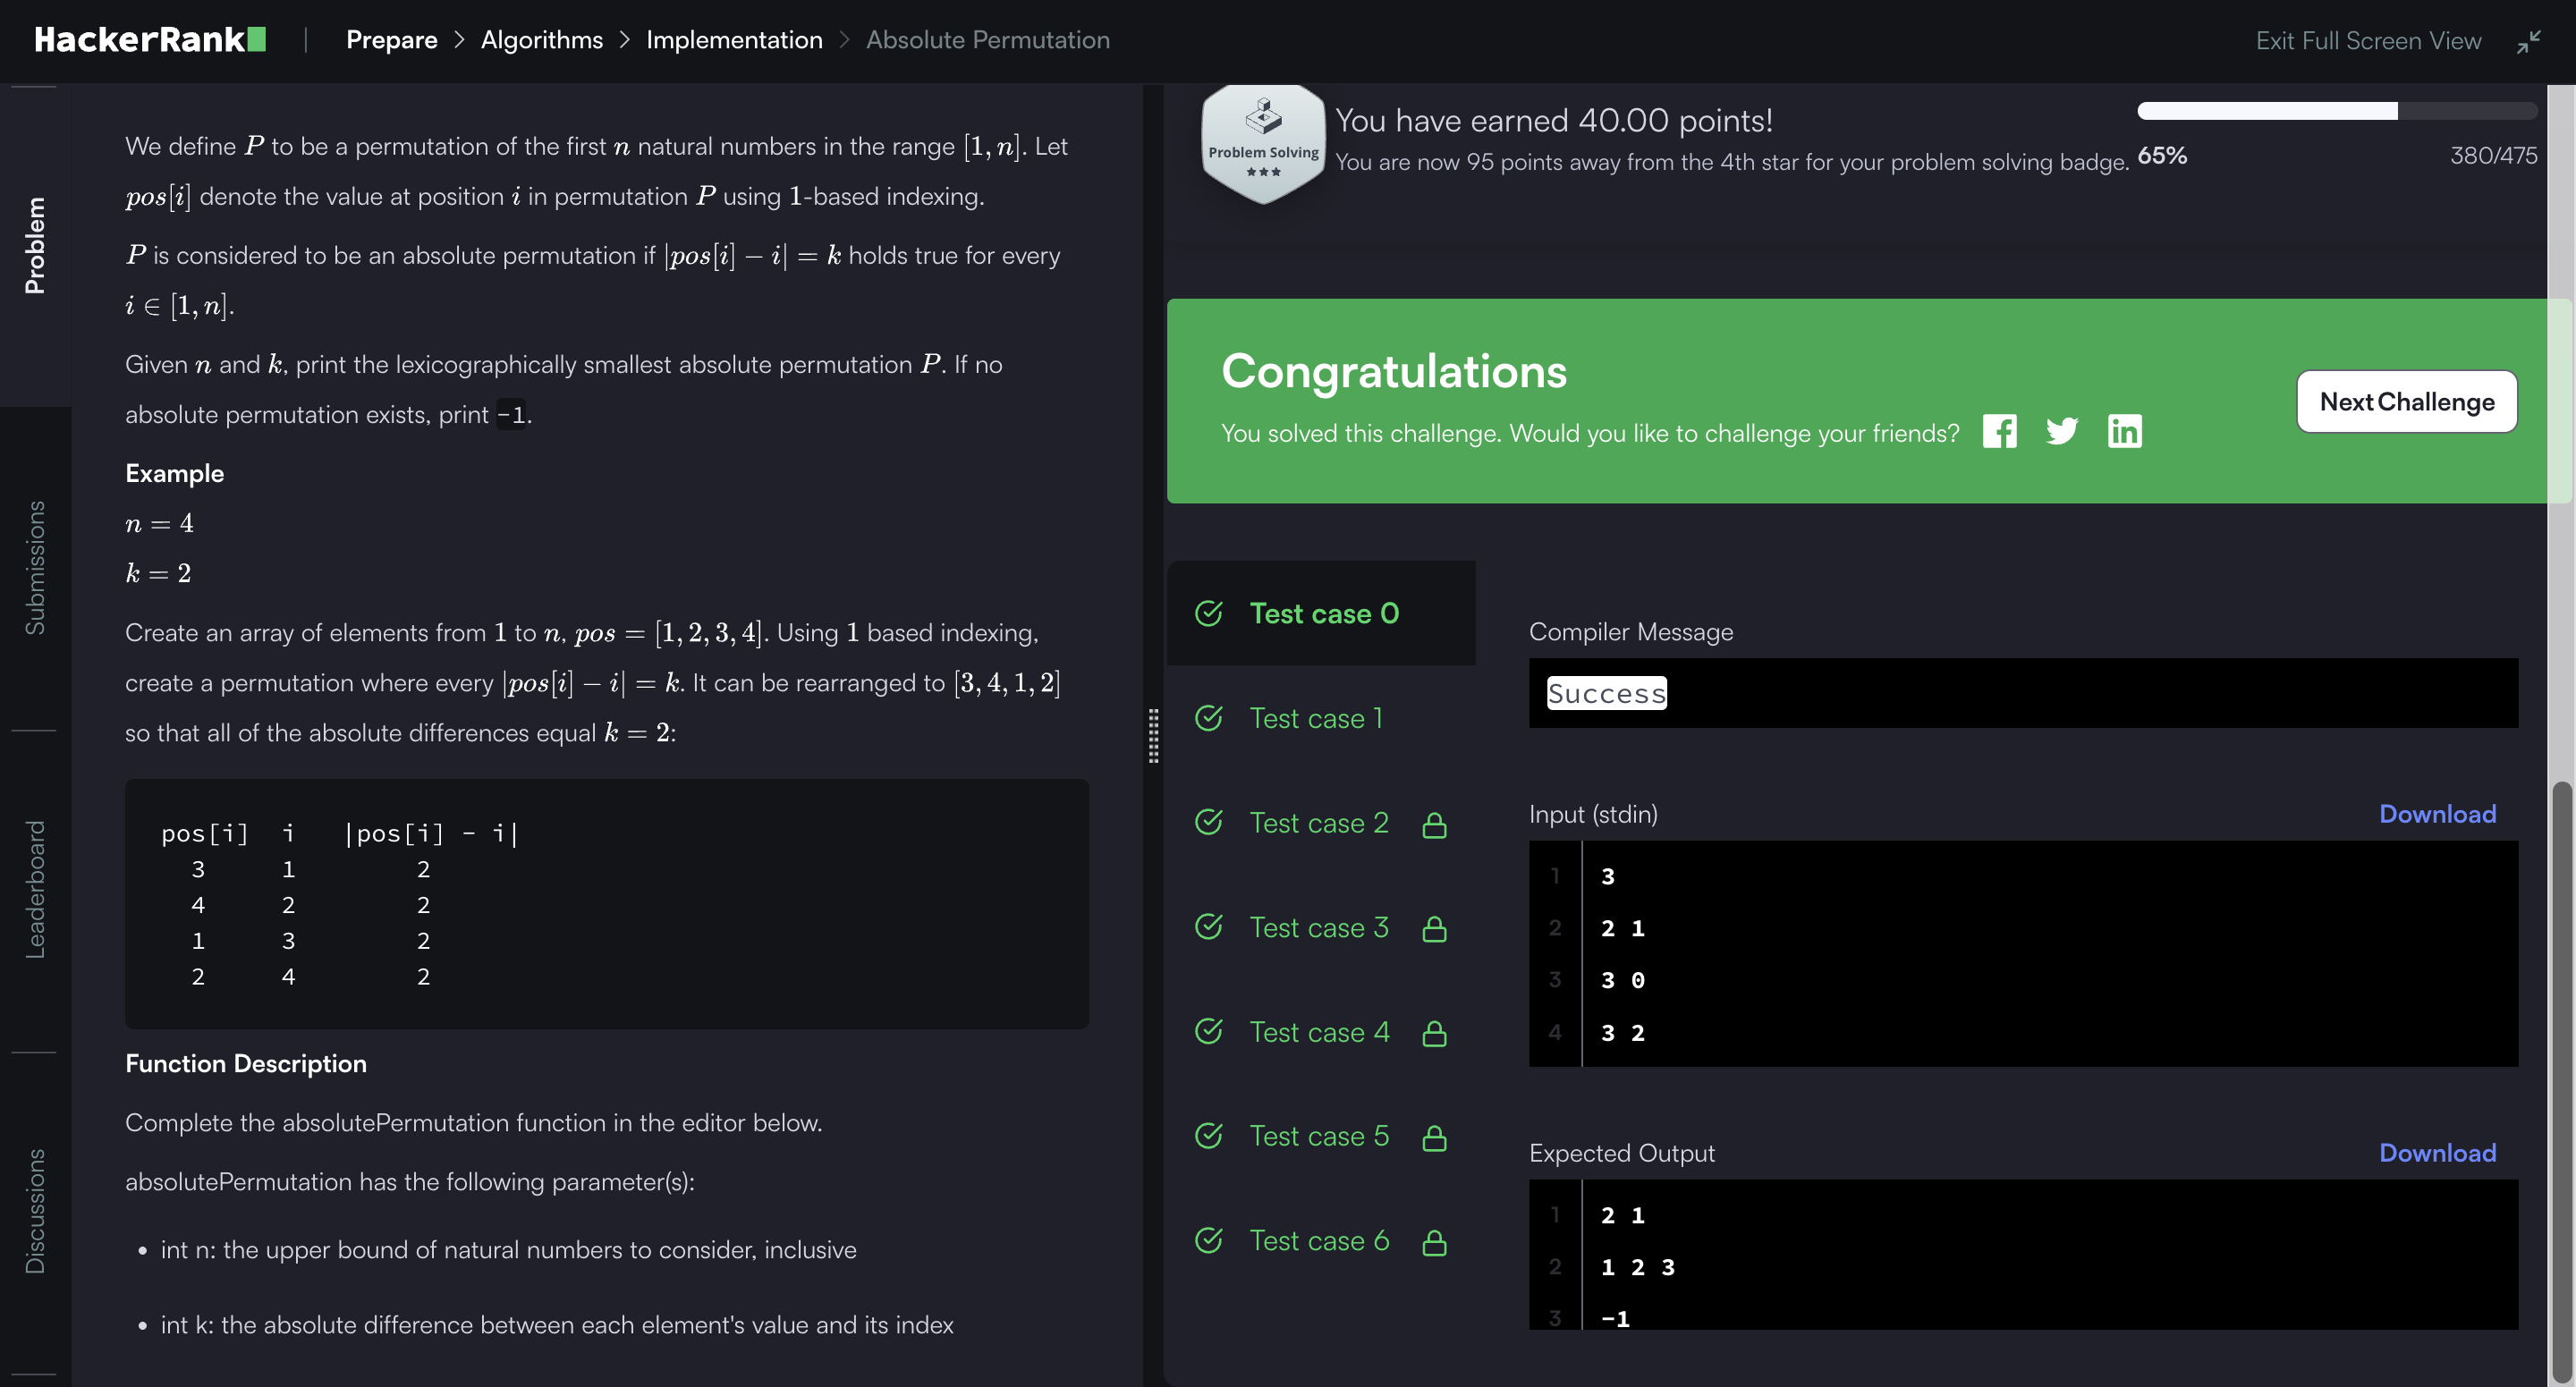 HackerRank | Prepare > Algorithms > Implementation > Absolute Permutation
Exit Full Screen View
Problem
Submissions
Leaderboard
Discussions
We define P to be a permutation of the first n natural numbers in the range [1, n]. Let
pos[i] denote the value at position i in permutation P using 1-based indexing.
P is considered to be an absolute permutation if |pos[i] − i| = k holds true for every
i ∈ [1, n].
Given n and k, print the lexicographically smallest absolute permutation P. If no
absolute permutation exists, print -1.
Example
n = 4
k = 2
Create an array of elements from 1 to n, pos = [1, 2, 3, 4]. Using 1 based indexing,
create a permutation where every |pos[i] − i| = k. It can be rearranged to [3, 4, 1, 2]
so that all of the absolute differences equal k = 2:
pos[i] i |pos[i] - i|
3 1 2
4 2 2
1 3 2
2 4 2
Function Description
Complete the absolutePermutation function in the editor below.
absolutePermutation has the following parameter(s):
• int n: the upper bound of natural numbers to consider, inclusive
• int k: the absolute difference between each element's value and its index
Problem Solving
You have earned 40.00 points!
You are now 95 points away from the 4th star for your problem solving badge.
65%
380/475
Congratulations
You solved this challenge. Would you like to challenge your friends?
Next Challenge
Test case 0
Test case 1
Test case 2
Test case 3
Test case 4
Test case 5
Test case 6
Compiler Message
Success
Input (stdin)
Download
1 3
2 2 1
3 3 0
4 3 2
Expected Output
Download
1 2 1
2 1 2 3
3 -1